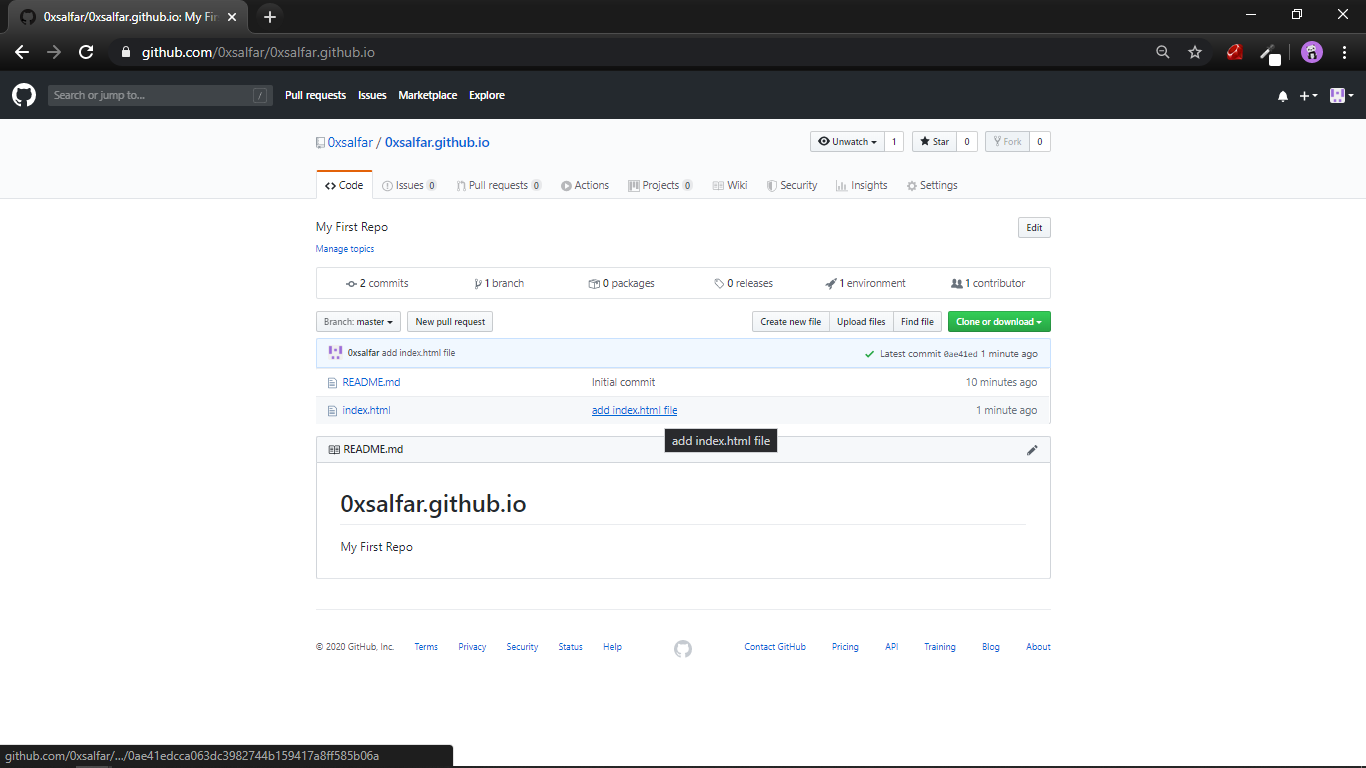 0xsalfar/0xsalfar.github.io: My Fir
github.com/0xsalfar/0xsalfar.github.io
Search or jump to... /
Pull requests Issues Marketplace Explore
0xsalfar / 0xsalfar.github.io
Unwatch 1 Star 0 Fork 0
Code Issues 0 Pull requests 0 Actions Projects 0 Wiki Security Insights Settings
My First Repo Edit
Manage topics
2 commits 1 branch 0 packages 0 releases 1 environment 1 contributor
Branch: master New pull request Create new file Upload files Find file Clone or download
0xsalfar add index.html file Latest commit 0ae41ed 1 minute ago
README.md Initial commit 10 minutes ago
index.html add index.html file 1 minute ago
add index.html file
README.md
0xsalfar.github.io
My First Repo
© 2020 GitHub, Inc. Terms Privacy Security Status Help Contact GitHub Pricing API Training Blog About
github.com/0xsalfar/.../0ae41edcca063dc3982744b159417a8ff585b06a